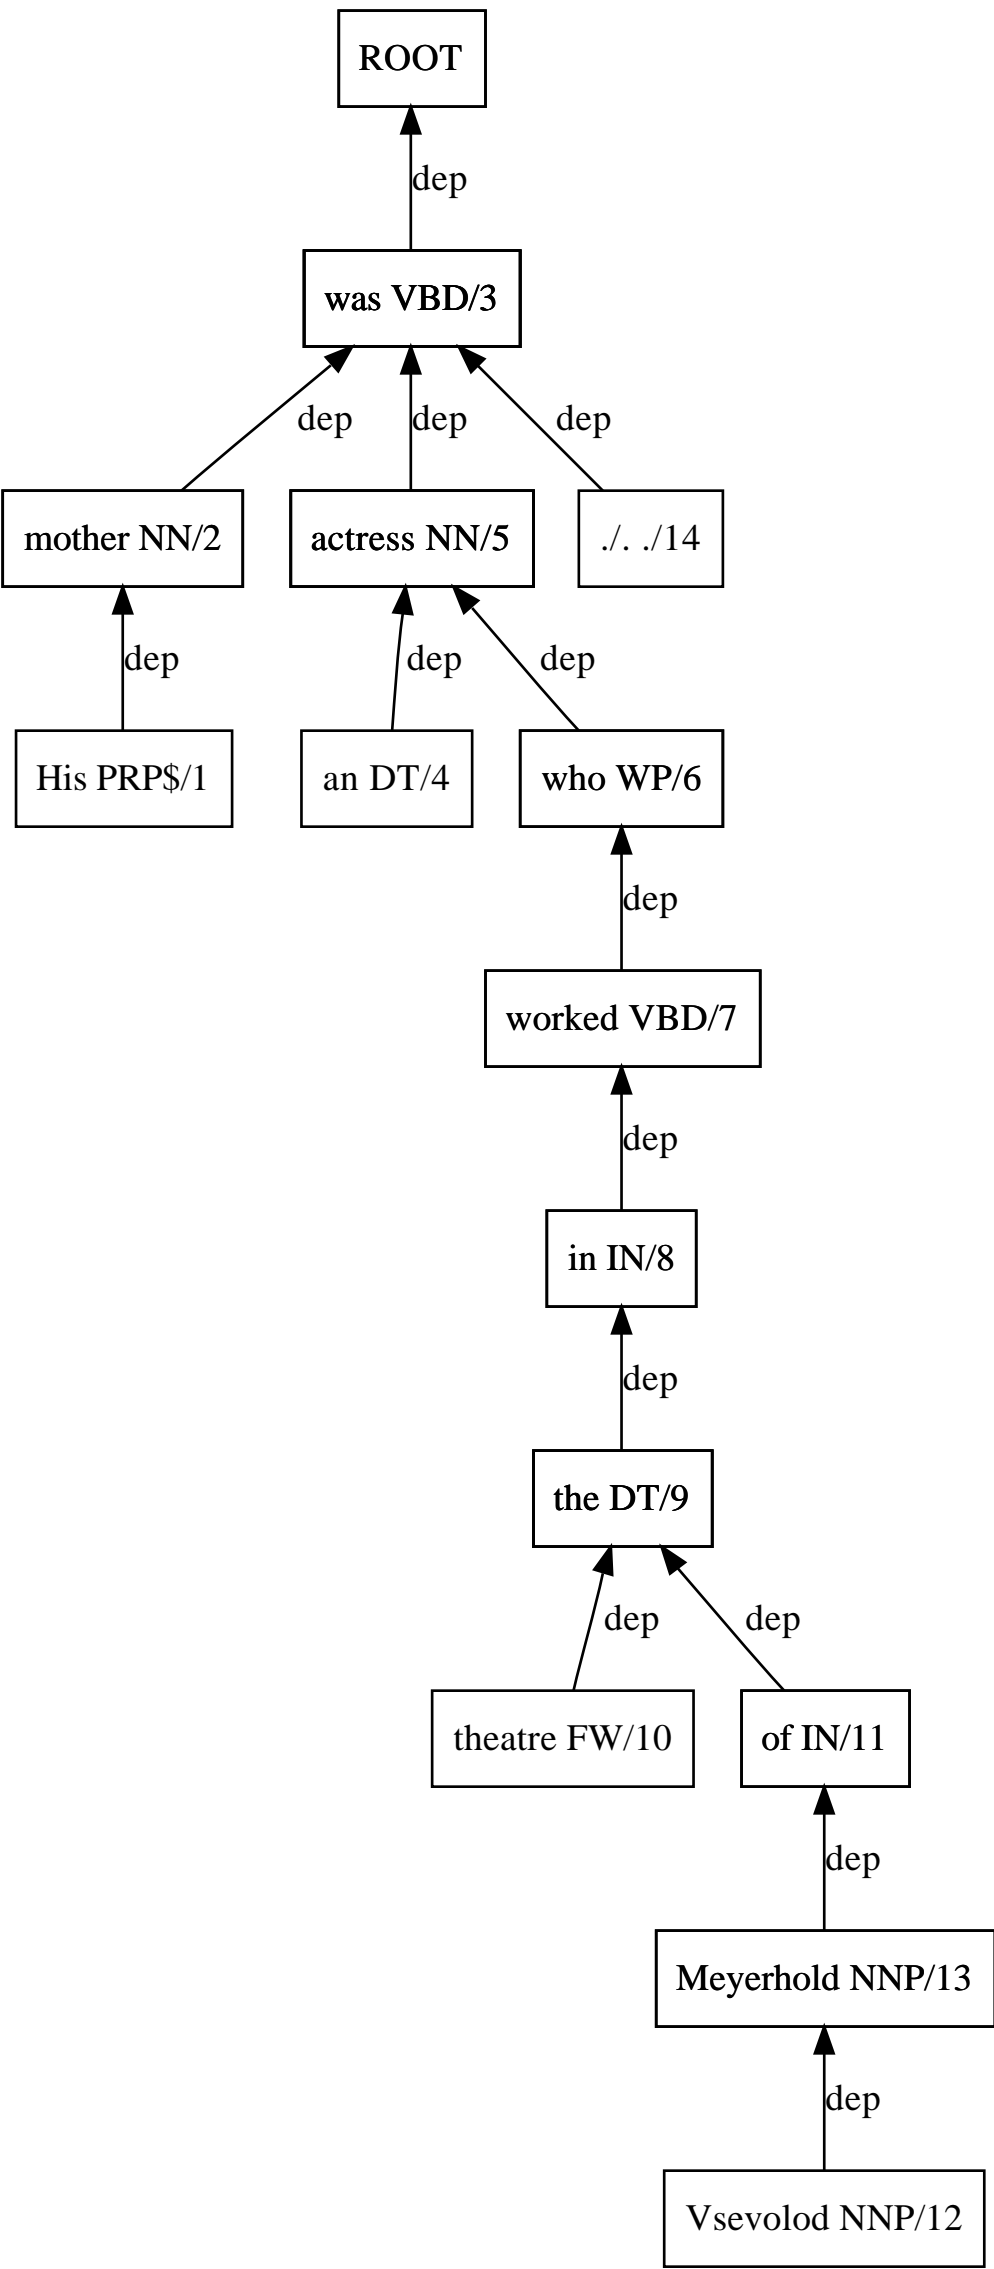 ROOT
dep
was VBD/3
dep dep dep
mother NN/2 actress NN/5 ./. ./14
dep dep dep
His PRP$/1 an DT/4 who WP/6
dep
worked VBD/7
dep
in IN/8
dep
the DT/9
dep dep
theatre FW/10 of IN/11
dep
Meyerhold NNP/13
dep
Vsevolod NNP/12